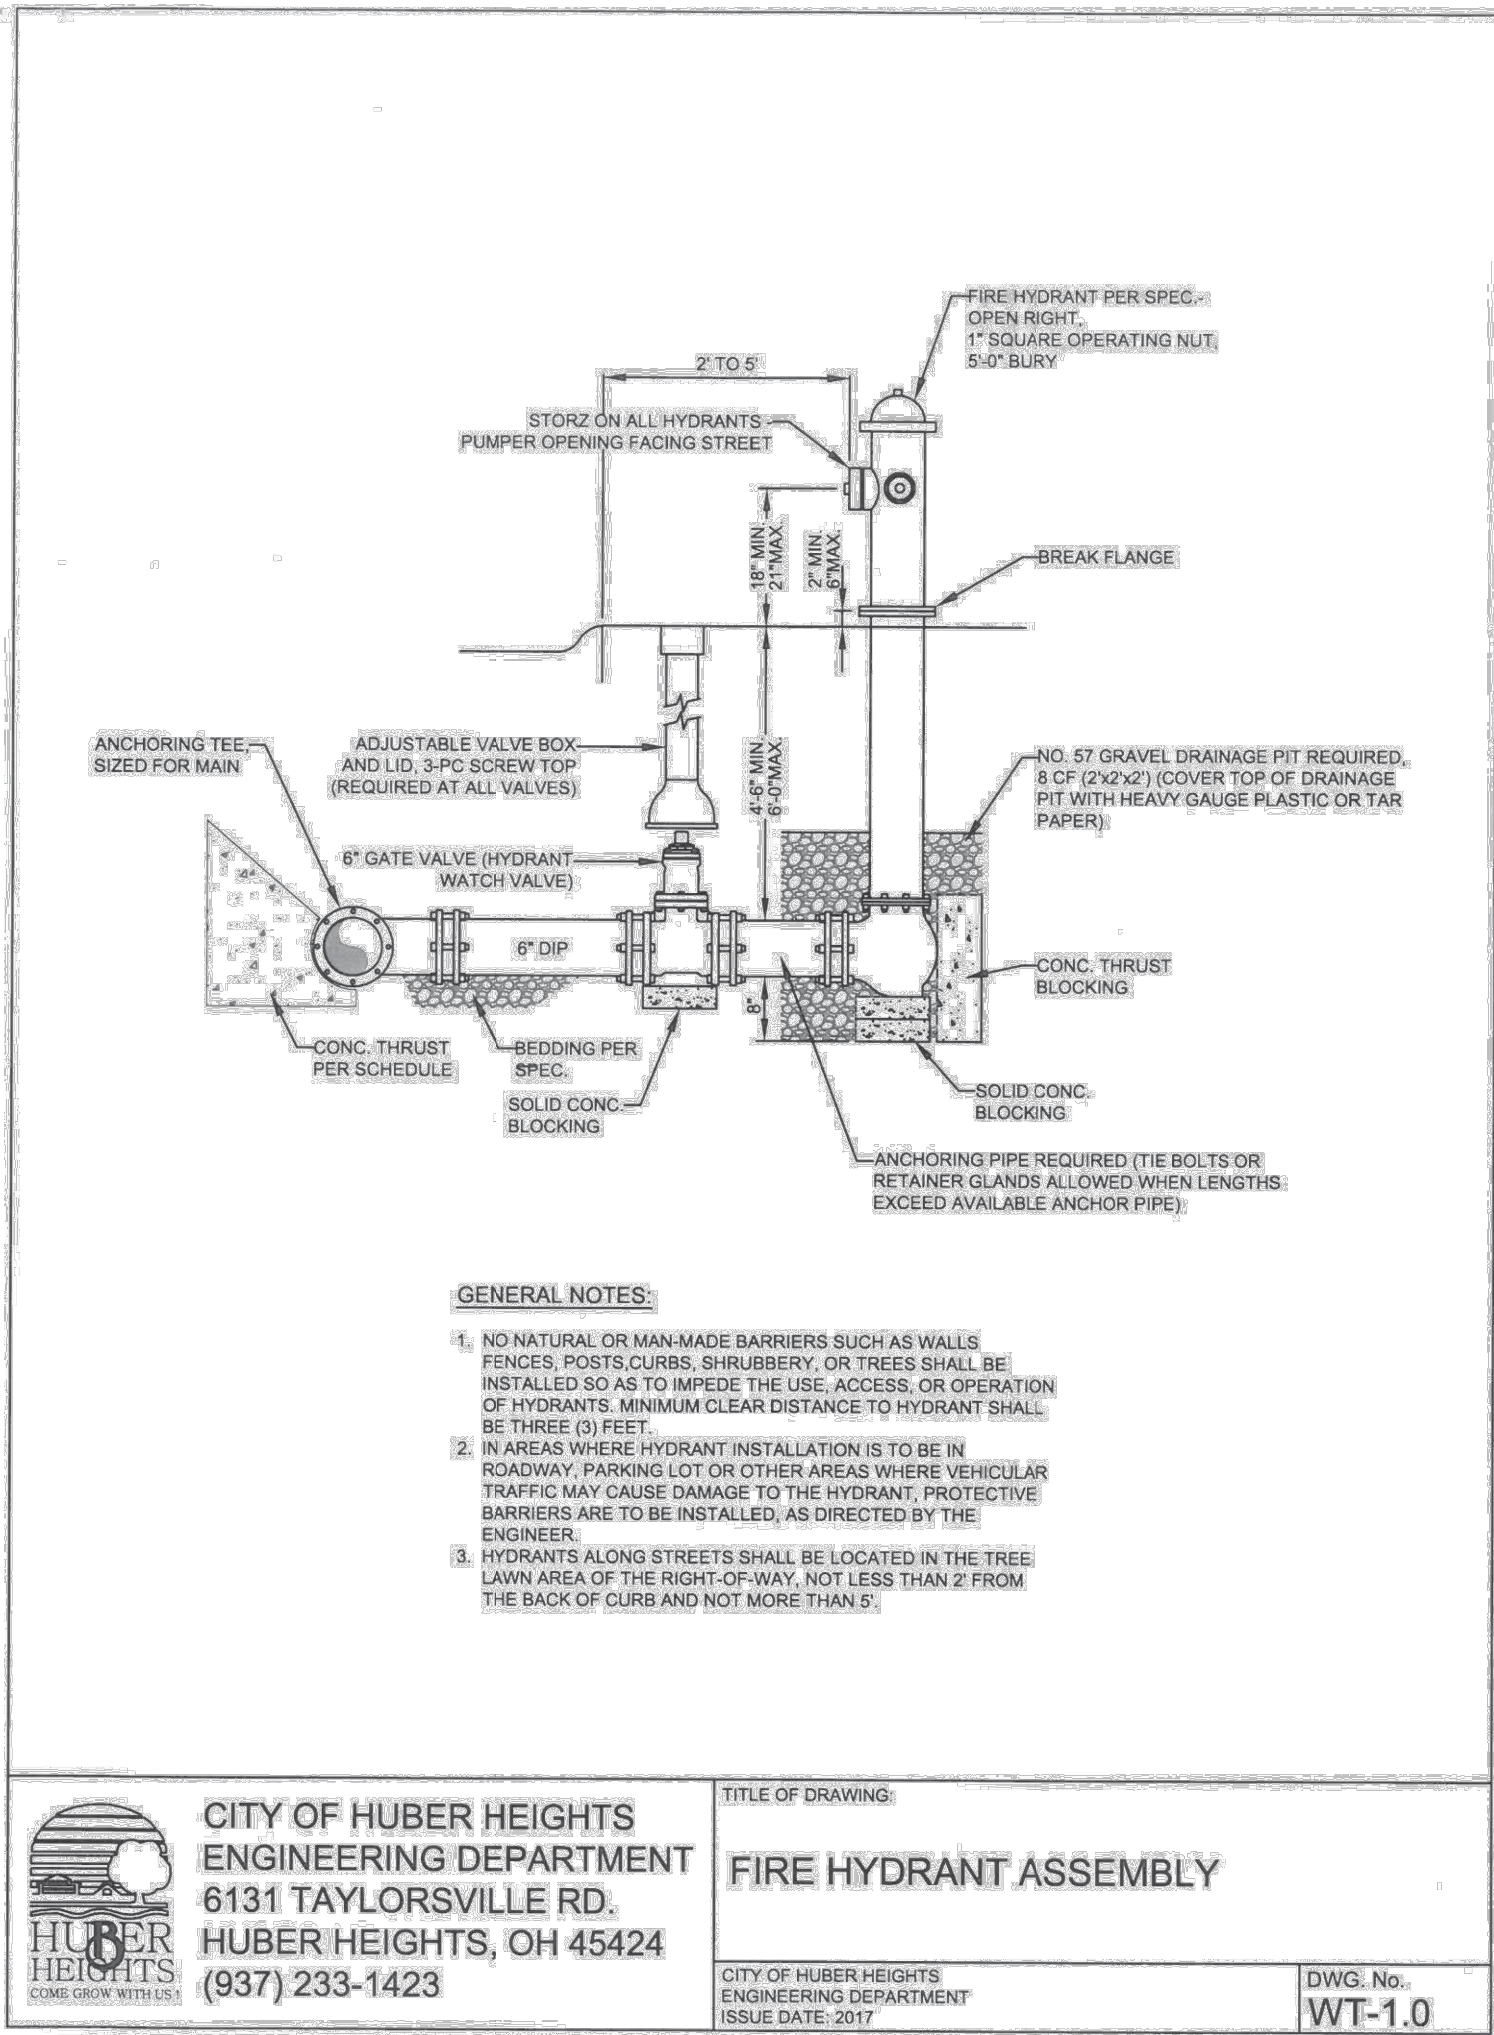 FIRE HYDRANT PER SPEC.-
OPEN RIGHT,
1" SQUARE OPERATING NUT,
5'-0" BURY
2' TO 5'
STORZ ON ALL HYDRANTS
PUMPER OPENING FACING STREET
18" MIN.
21"MAX.
2" MIN.
6"MAX.
BREAK FLANGE
ANCHORING TEE,
SIZED FOR MAIN
ADJUSTABLE VALVE BOX
AND LID, 3-PC SCREW TOP
(REQUIRED AT ALL VALVES)
4'-6" MIN.
6'-0"MAX.
NO. 57 GRAVEL DRAINAGE PIT REQUIRED,
8 CF (2'x2'x2') (COVER TOP OF DRAINAGE
PIT WITH HEAVY GAUGE PLASTIC OR TAR
PAPER)
6" GATE VALVE (HYDRANT
WATCH VALVE)
6" DIP
8"
CONC. THRUST
BLOCKING
CONC. THRUST
PER SCHEDULE
BEDDING PER
SPEC.
SOLID CONC.
BLOCKING
SOLID CONC.
BLOCKING
ANCHORING PIPE REQUIRED (TIE BOLTS OR
RETAINER GLANDS ALLOWED WHEN LENGTHS
EXCEED AVAILABLE ANCHOR PIPE)
GENERAL NOTES:
1. NO NATURAL OR MAN-MADE BARRIERS SUCH AS WALLS
FENCES, POSTS,CURBS, SHRUBBERY, OR TREES SHALL BE
INSTALLED SO AS TO IMPEDE THE USE, ACCESS, OR OPERATION
OF HYDRANTS. MINIMUM CLEAR DISTANCE TO HYDRANT SHALL
BE THREE (3) FEET.
2. IN AREAS WHERE HYDRANT INSTALLATION IS TO BE IN
ROADWAY, PARKING LOT OR OTHER AREAS WHERE VEHICULAR
TRAFFIC MAY CAUSE DAMAGE TO THE HYDRANT, PROTECTIVE
BARRIERS ARE TO BE INSTALLED, AS DIRECTED BY THE
ENGINEER.
3. HYDRANTS ALONG STREETS SHALL BE LOCATED IN THE TREE
LAWN AREA OF THE RIGHT-OF-WAY, NOT LESS THAN 2' FROM
THE BACK OF CURB AND NOT MORE THAN 5'.
HUBER
HEIGHTS
COME GROW WITH US !
CITY OF HUBER HEIGHTS
ENGINEERING DEPARTMENT
6131 TAYLORSVILLE RD.
HUBER HEIGHTS, OH 45424
(937) 233-1423
TITLE OF DRAWING:
FIRE HYDRANT ASSEMBLY
CITY OF HUBER HEIGHTS
ENGINEERING DEPARTMENT
ISSUE DATE: 2017
DWG. No.
WT-1.0